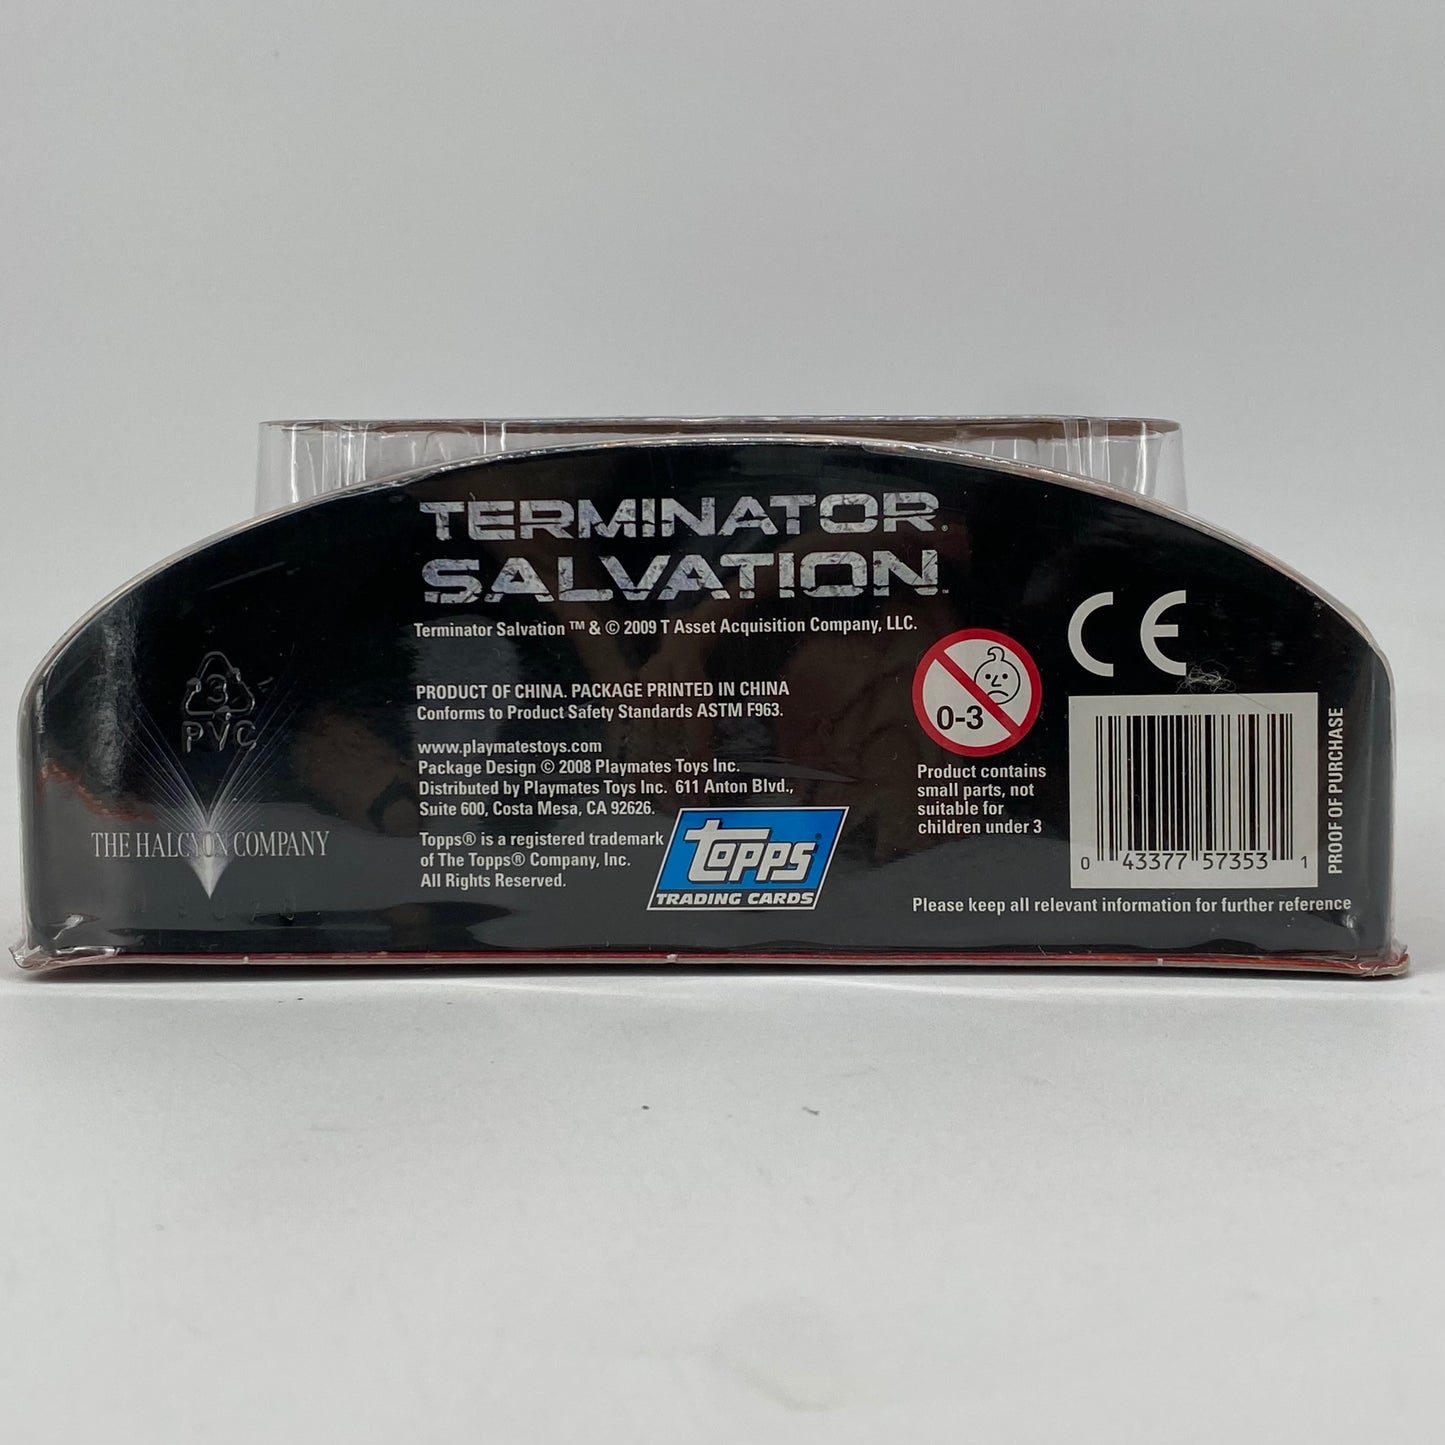 TERMINATOR®
SALVATION™
Terminator Salvation ™ & © 2009 T Asset Acquisition Company, LLC.
3
PVC
THE HALCYON COMPANY
PRODUCT OF CHINA. PACKAGE PRINTED IN CHINA
Conforms to Product Safety Standards ASTM F963.
www.playmatestoys.com
Package Design © 2008 Playmates Toys Inc.
Distributed by Playmates Toys Inc. 611 Anton Blvd.,
Suite 600, Costa Mesa, CA 92626.
Topps® is a registered trademark
of The Topps® Company, Inc.
All Rights Reserved.
topps®
TRADING CARDS
0-3
Product contains
small parts, not
suitable for
children under 3
CE
0 43377 57353 1
PROOF OF PURCHASE
Please keep all relevant information for further reference